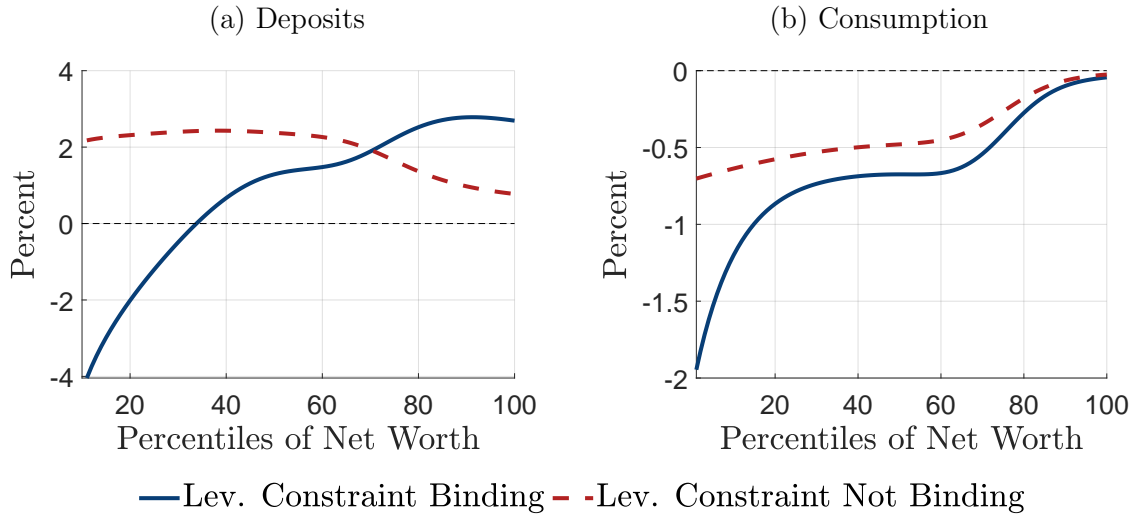 (a) Deposits
4
2
0
-2
-4
Percent
20 40 60 80 100
Percentiles of Net Worth
(b) Consumption
0
-0.5
-1
-1.5
-2
Percent
20 40 60 80 100
Percentiles of Net Worth
Lev. Constraint Binding Lev. Constraint Not Binding